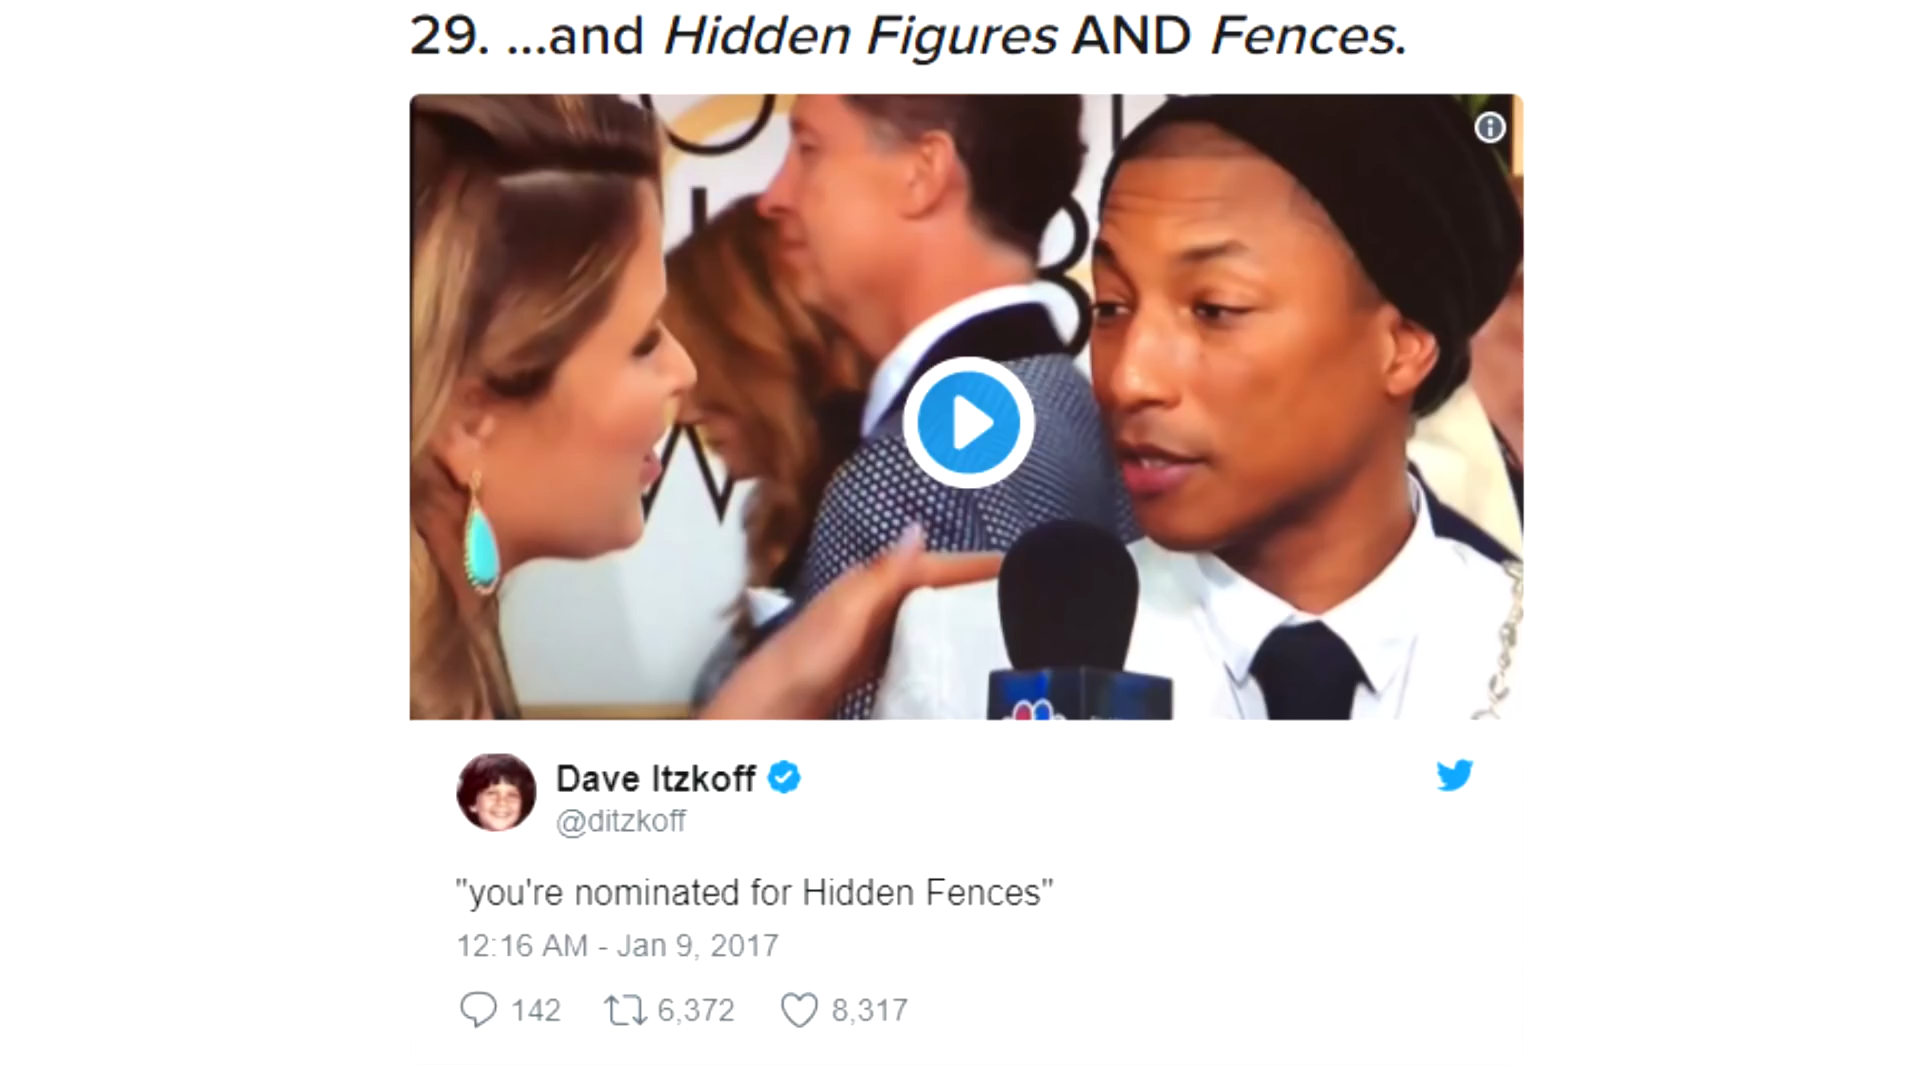 29. ...and Hidden Figures AND Fences.
Dave Itzkoff
@ditzkoff
"you're nominated for Hidden Fences"
12:16 AM - Jan 9, 2017
142 6,372 8,317